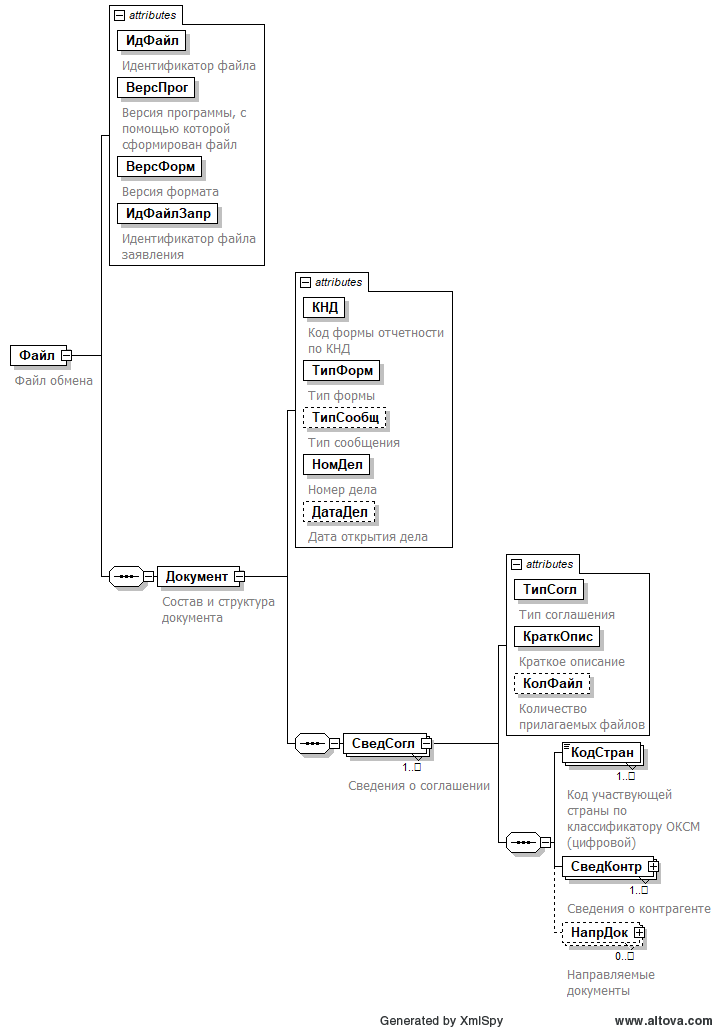 attributes
ИдФайл
Идентификатор файла
ВерсПрог
Версия программы, с
помощью которой
сформирован файл
ВерсФорм
Версия формата
ИдФайлЗапр
Идентификатор файла
заявления
Файл
Файл обмена
attributes
КНД
Код формы отчетности
по КНД
ТипФорм
Тип формы
ТипСообщ
Тип сообщения
НомДел
Номер дела
ДатаДел
Дата открытия дела
Документ
Состав и структура
документа
attributes
ТипСогл
Тип соглашения
КраткОпис
Краткое описание
КолФайл
Количество
прилагаемых файлов
СведСогл
1..□
Сведения о соглашении
КодСтран
1..□
Код участвующей
страны по
классификатору ОКСМ
(цифровой)
СведКонтр
1..□
Сведения о контрагенте
НапрДок
0..□
Направляемые
документы
Generated by XmlSpy
www.altova.com